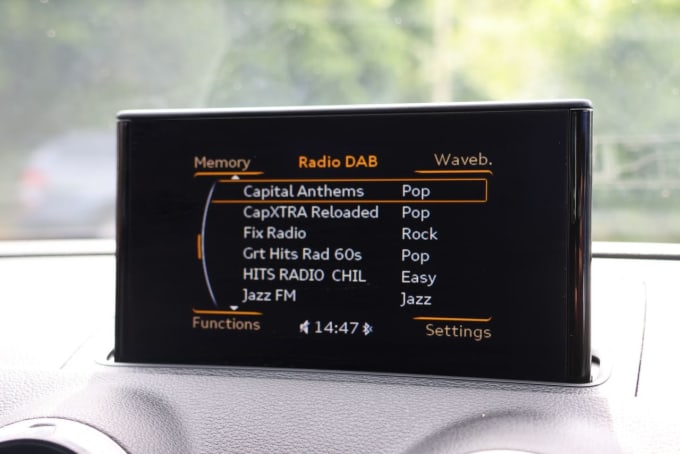 Memory Radio DAB Waveb.
Capital Anthems Pop
CapXTRA Reloaded Pop
Fix Radio Rock
Grt Hits Rad 60s Pop
HITS RADIO CHIL Easy
Jazz FM Jazz
Functions 14:47 Settings